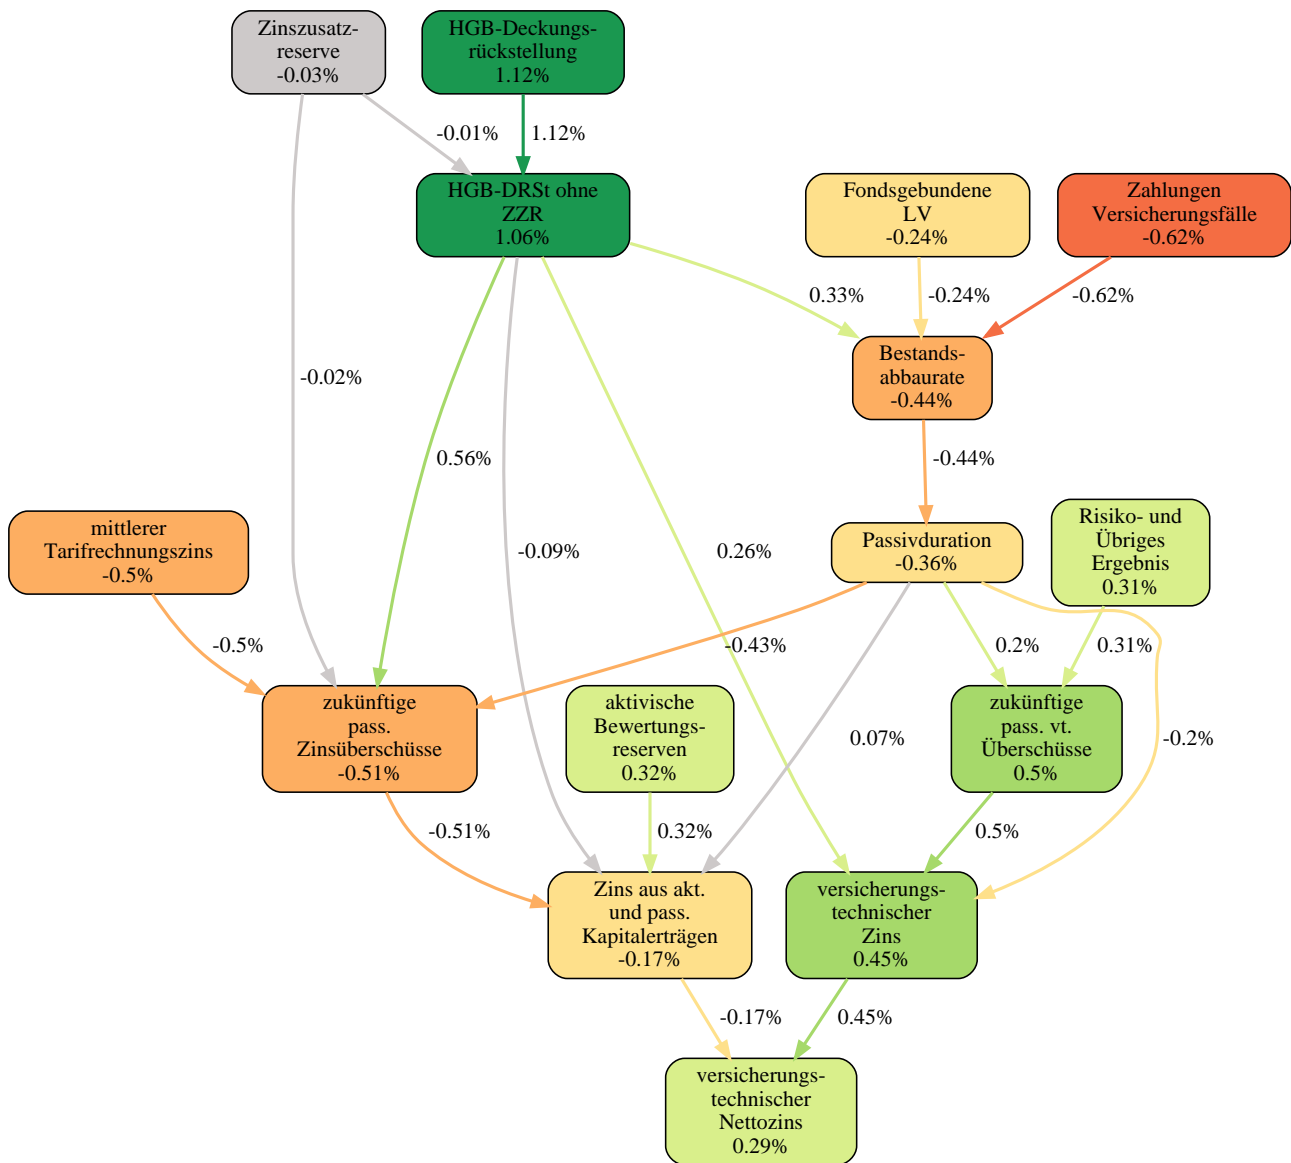 Zinszusatz-
reserve
-0.03%
HGB-Deckungs-
rückstellung
1.12%
-0.01%
1.12%
HGB-DRSt ohne
ZZR
1.06%
Fondsgebundene
LV
-0.24%
Zahlungen
Versicherungsfälle
-0.62%
0.33%
-0.24%
-0.62%
Bestands-
abbaurate
-0.44%
-0.02%
0.56%
-0.44%
mittlerer
Tarifrechnungszins
-0.5%
-0.09%
0.26%
Passivduration
-0.36%
Risiko- und
Übriges
Ergebnis
0.31%
-0.5%
-0.43%
0.2%
0.31%
zukünftige
pass.
Zinsüberschüsse
-0.51%
aktivische
Bewertungs-
reserven
0.32%
0.07%
zukünftige
pass. vt.
Überschüsse
0.5%
-0.2%
-0.51%
0.32%
0.5%
Zins aus akt.
und pass.
Kapitalerträgen
-0.17%
versicherungs-
technischer
Zins
0.45%
-0.17%
0.45%
versicherungs-
technischer
Nettozins
0.29%